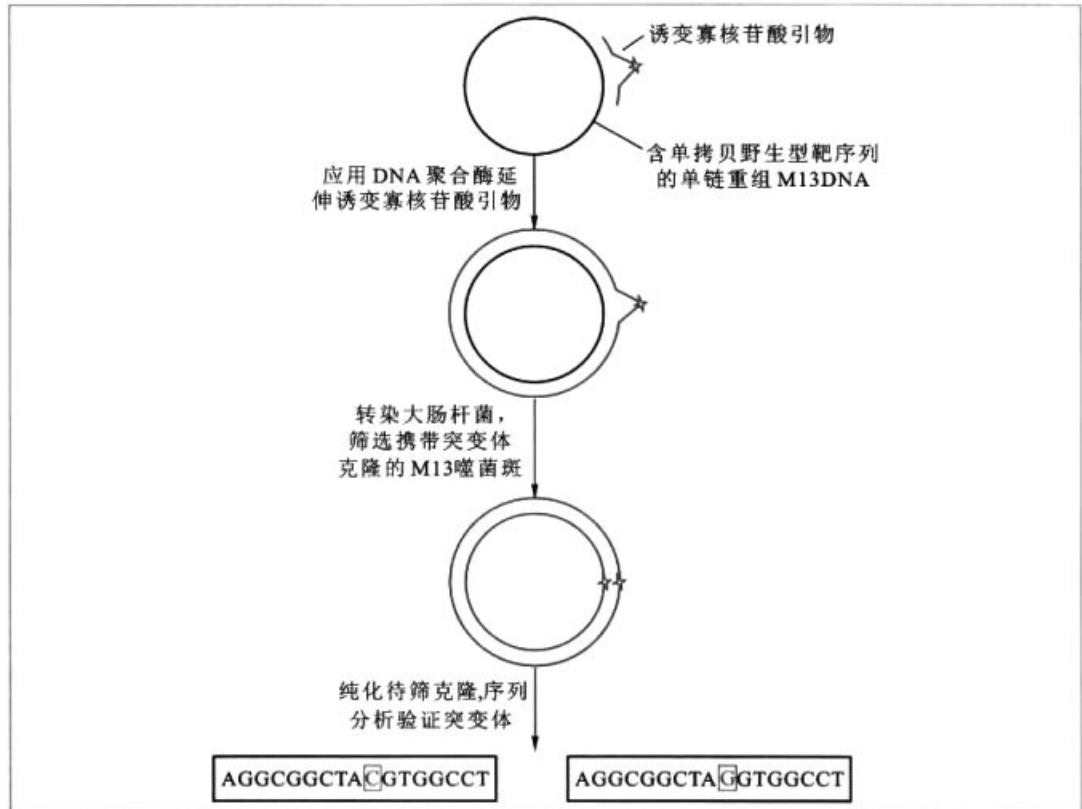 诱变寡核苷酸引物
含单拷贝野生型靶序列
的单链重组M13DNA
应用DNA聚合酶延
伸诱变寡核苷酸引物
转染大肠杆菌，
筛选携带突变体
克隆的M13噬菌斑
纯化待筛克隆,序列
分析验证突变体
AGGCGGCTACGTGGCCT
AGGCGGCTAGGTGGCCT